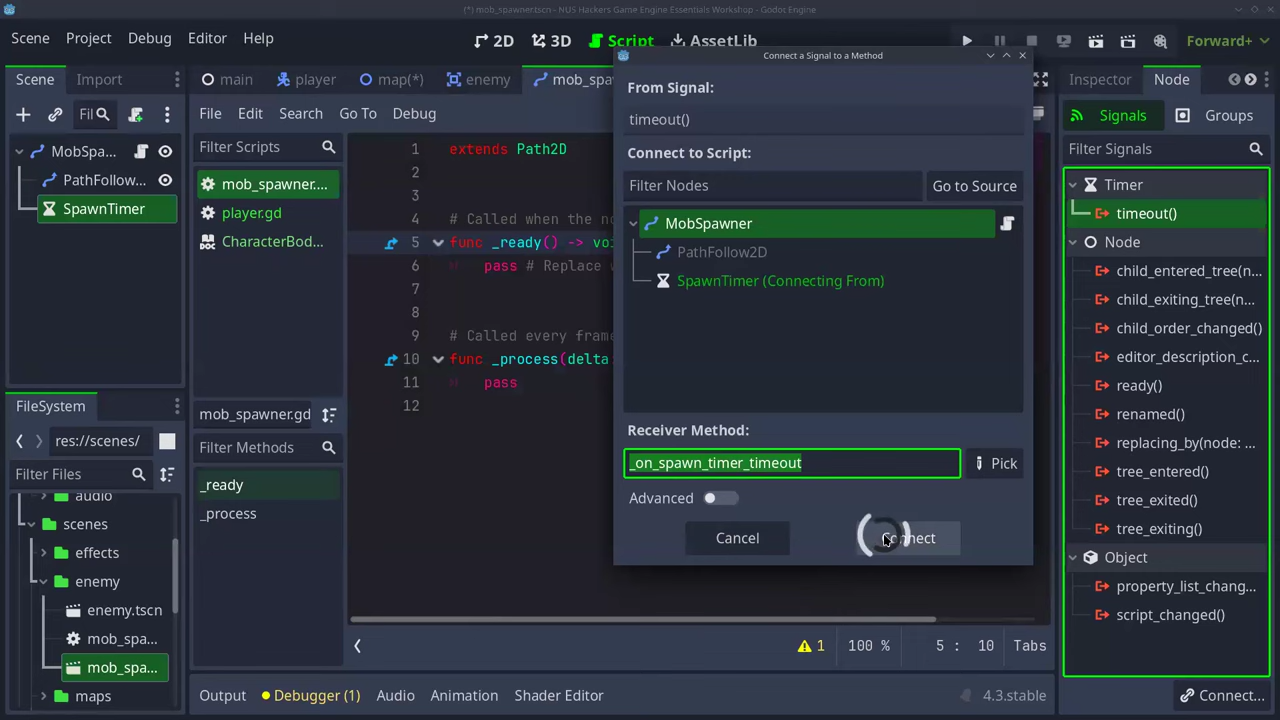 (*) mob_spawner.tscn - NUS Hackers Game Engine Essentials Workshop - Godot Engine
Scene Project Debug Editor Help
2D 3D Script AssetLib
Forward+
Scene Import
main player map(*) enemy mob_spa
Inspector Node
Fil
File Edit Search Go To Debug
Signals Groups
MobSpa...
PathFollow...
SpawnTimer
Filter Scripts
mob_spawner....
player.gd
CharacterBod...
mob_spawner.gd
Filter Methods
_ready
_process
1 extends Path2D
2
3
4 # Called when the no
5 func _ready() -> voi
6 pass # Replace w
7
8
9 # Called every frame
10 func _process(delta
11 pass
12
Connect a Signal to a Method
From Signal:
timeout()
Connect to Script:
Filter Nodes Go to Source
MobSpawner
PathFollow2D
SpawnTimer (Connecting From)
Receiver Method:
_on_spawn_timer_timeout
Pick
Advanced
Cancel
Filter Signals
Timer
timeout()
Node
child_entered_tree(n...
child_exiting_tree(n...
child_order_changed()
editor_description_c...
ready()
renamed()
replacing_by(node: ...
tree_entered()
tree_exited()
tree_exiting()
Object
property_list_chang...
script_changed()
Connect...
FileSystem
res://scenes/
Filter Files
audio
scenes
effects
enemy
enemy.tscn
mob_spa...
mob_spa...
maps
1 100 % 5 : 10 Tabs
Output Debugger (1) Audio Animation Shader Editor
4.3.stable